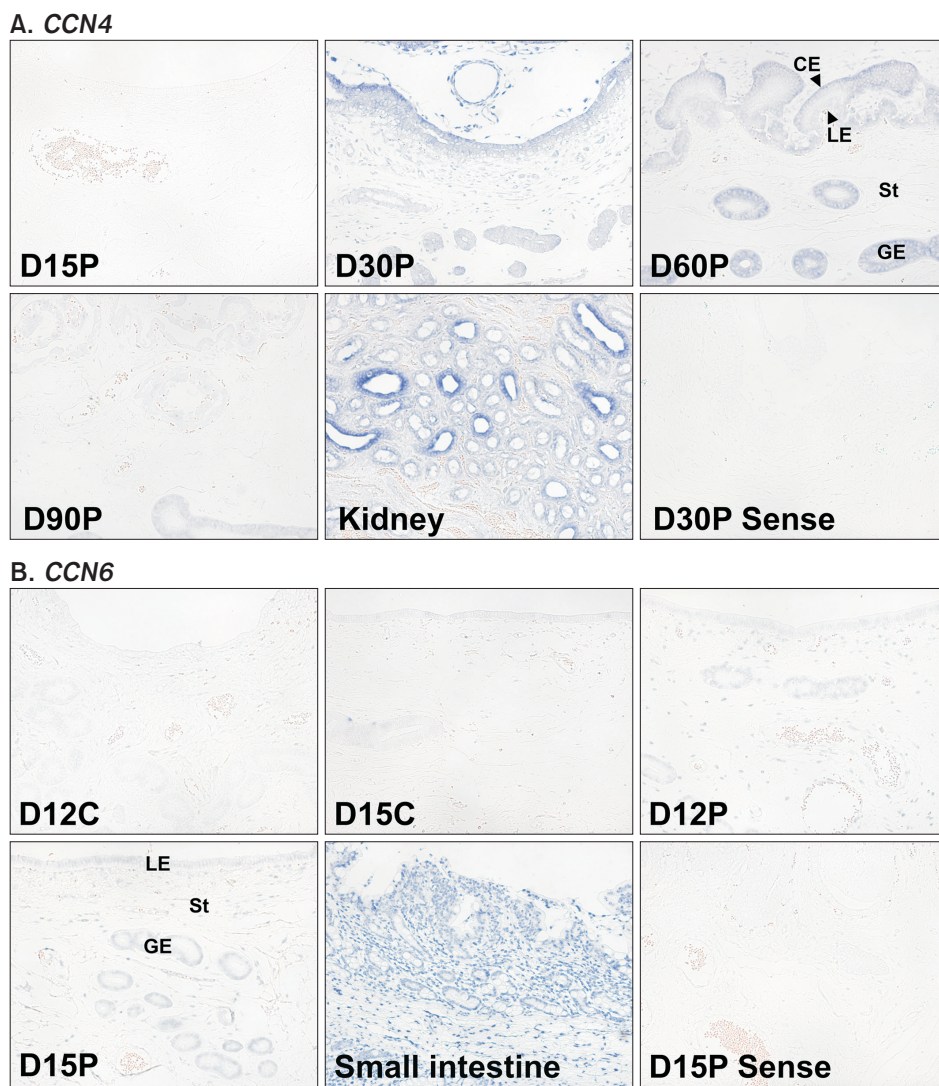 A. CCN4
D15P
D30P
CE
LE
St
GE
D60P
D90P
Kidney
D30P Sense
B. CCN6
D12C
D15C
D12P
LE
St
GE
D15P
Small intestine
D15P Sense